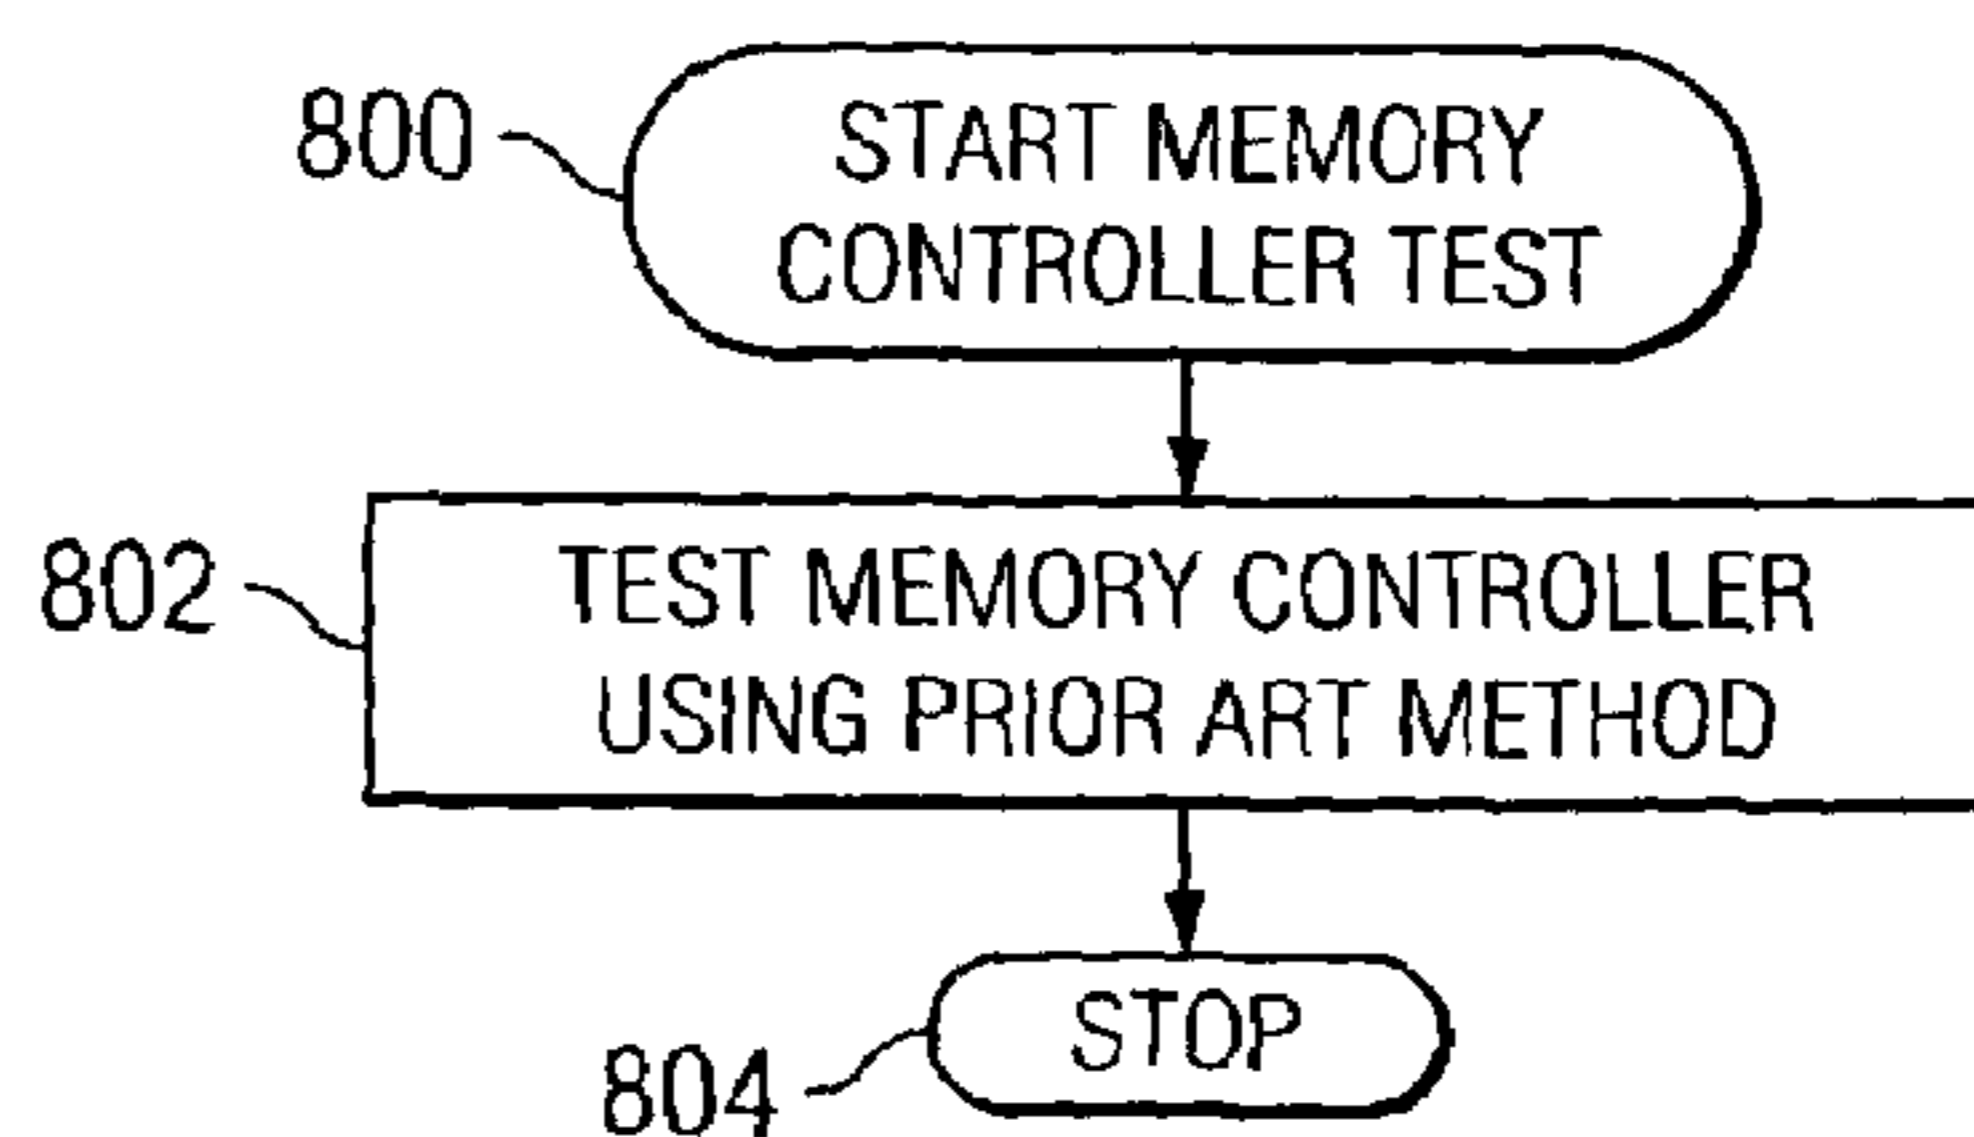 800
START MEMORY
CONTROLLER TEST
802
TEST MEMORY CONTROLLER
USING PRIOR ART METHOD
804
STOP